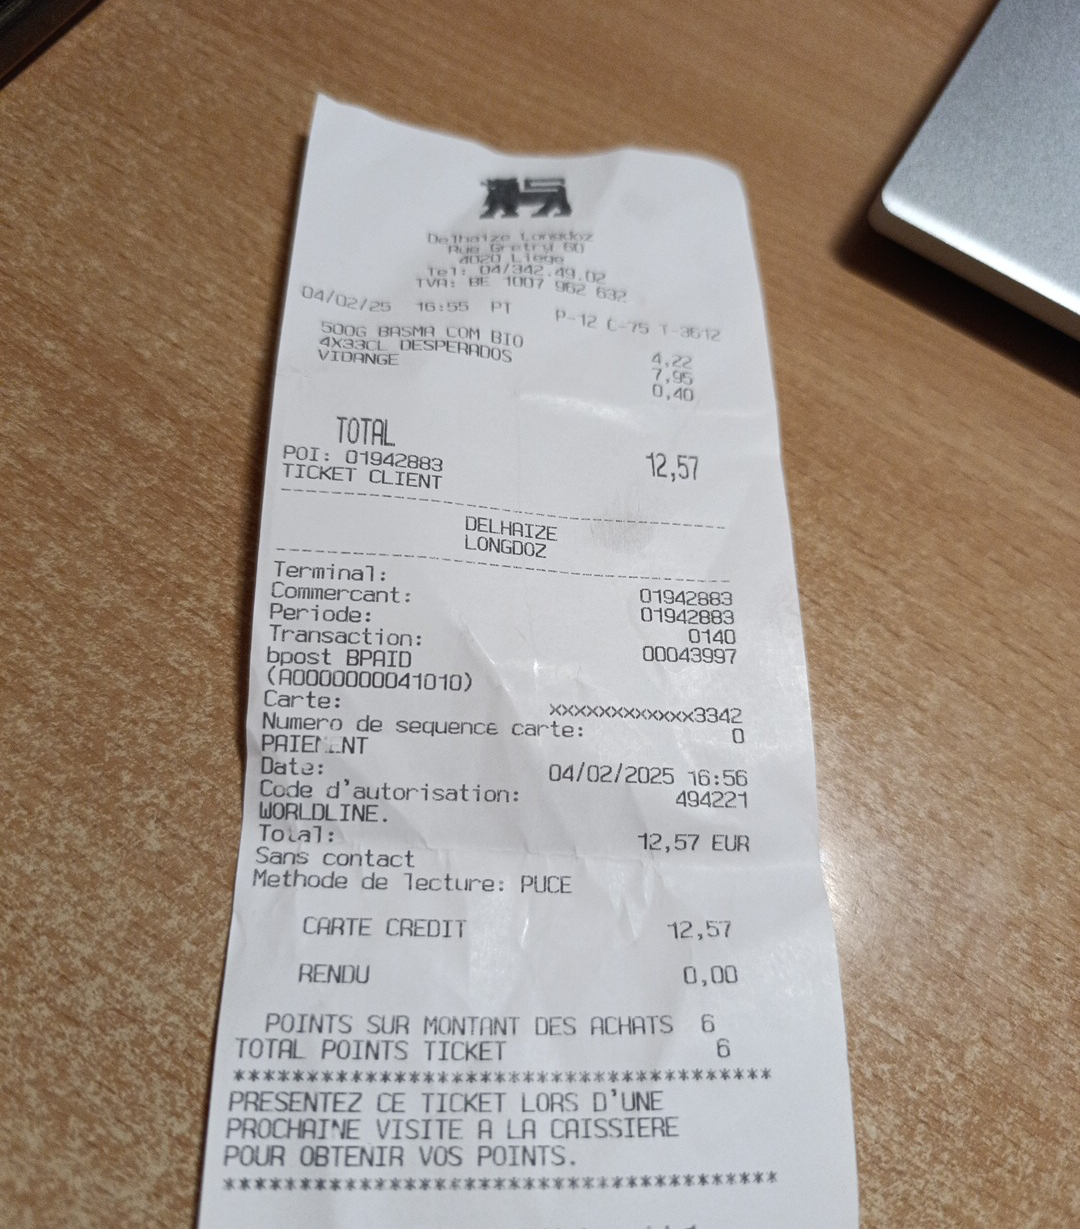 Delhaize Longdoz
Rue Gretry 60
4020 Liege
Tel: 04/342.49.02
TVA: BE 1007 962 632
04/02/25 16:55 P1 P-12 C-75 T-3612
500G BASMA COM BIO 4,22
4X33CL DESPERADOS 7,95
VIDANGE 0,40
TOTAL 12,57
POI: 01942883
TICKET CLIENT
DELHAIZE
LONGDOZ
Terminal: 01942883
Commercant: 01942883
Periode: 0140
Transaction: 00043997
bpost BPAID
(A0000000041010)
Carte: xxxxxxxxxxxxx3342
Numero de sequence carte: 0
PAIEMENT
Date: 04/02/2025 16:56
Code d'autorisation: 494221
WORLDLINE.
Total: 12,57 EUR
Sans contact
Methode de lecture: PUCE
CARTE CREDIT 12,57
RENDU 0,00
POINTS SUR MONTANT DES ACHATS 6
TOTAL POINTS TICKET 6
*************************************
PRESENTEZ CE TICKET LORS D'UNE
PROCHAINE VISITE A LA CAISSIERE
POUR OBTENIR VOS POINTS.
*************************************